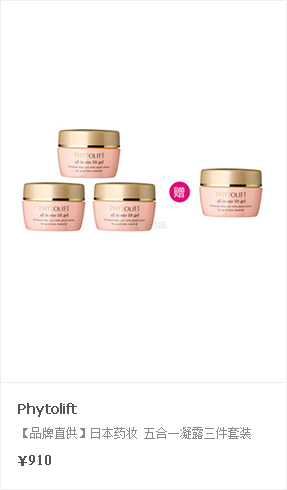 PHYTOLIFT
all in one lift gel
PHYTOLIFT
all in one lift gel
PHYTOLIFT
all in one lift gel
赠
PHYTOLIFT
all in one lift gel
Phytolift
【品牌直供】日本药妆 五合一凝露三件套装
¥910